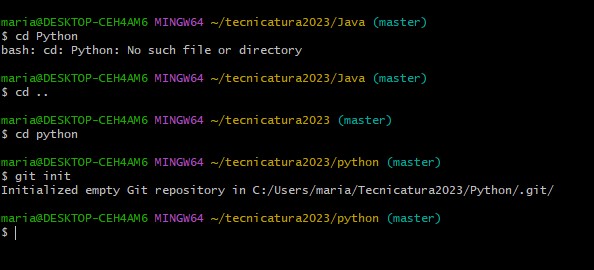 maria@DESKTOP-CEH4AM6 MINGW64 ~/tecnicatura2023/Java (master)
$ cd Python
bash: cd: Python: No such file or directory
maria@DESKTOP-CEH4AM6 MINGW64 ~/tecnicatura2023/Java (master)
$ cd ..
maria@DESKTOP-CEH4AM6 MINGW64 ~/tecnicatura2023 (master)
$ cd python
maria@DESKTOP-CEH4AM6 MINGW64 ~/tecnicatura2023/python (master)
$ git init
Initialized empty Git repository in C:/Users/maria/Tecnicatura2023/Python/.git/
maria@DESKTOP-CEH4AM6 MINGW64 ~/tecnicatura2023/python (master)
$